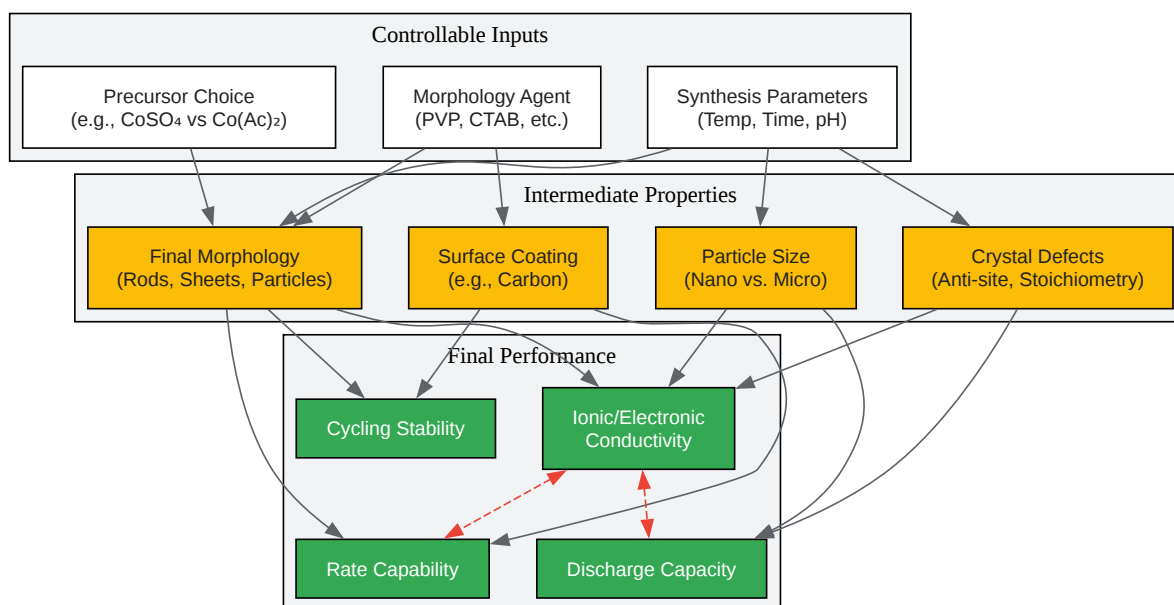 Controllable Inputs
Precursor Choice
(e.g., CoSO₄ vs Co(Ac)₂)
Morphology Agent
(PVP, CTAB, etc.)
Synthesis Parameters
(Temp, Time, pH)
Intermediate Properties
Final Morphology
(Rods, Sheets, Particles)
Surface Coating
(e.g., Carbon)
Particle Size
(Nano vs. Micro)
Crystal Defects
(Anti-site, Stoichiometry)
Final Performance
Cycling Stability
Ionic/Electronic
Conductivity
Rate Capability
Discharge Capacity